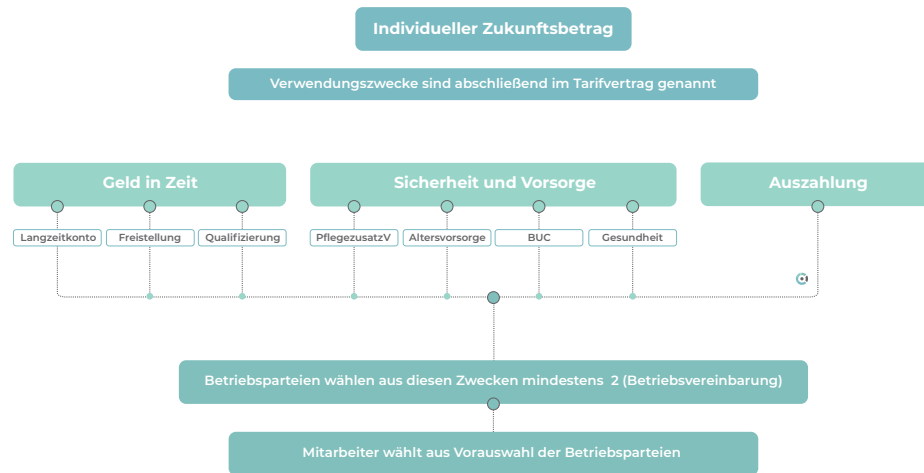 Individueller Zukunftsbetrag
Verwendungszwecke sind abschließend im Tarifvertrag genannt
Geld in Zeit
Sicherheit und Vorsorge
Auszahlung
Langzeitkonto
Freistellung
Qualifizierung
PflegezusatzV
Altersvorsorge
BUC
Gesundheit
Betriebsparteien wählen aus diesen Zwecken mindestens 2 (Betriebsvereinbarung)
Mitarbeiter wählt aus Vorauswahl der Betriebsparteien